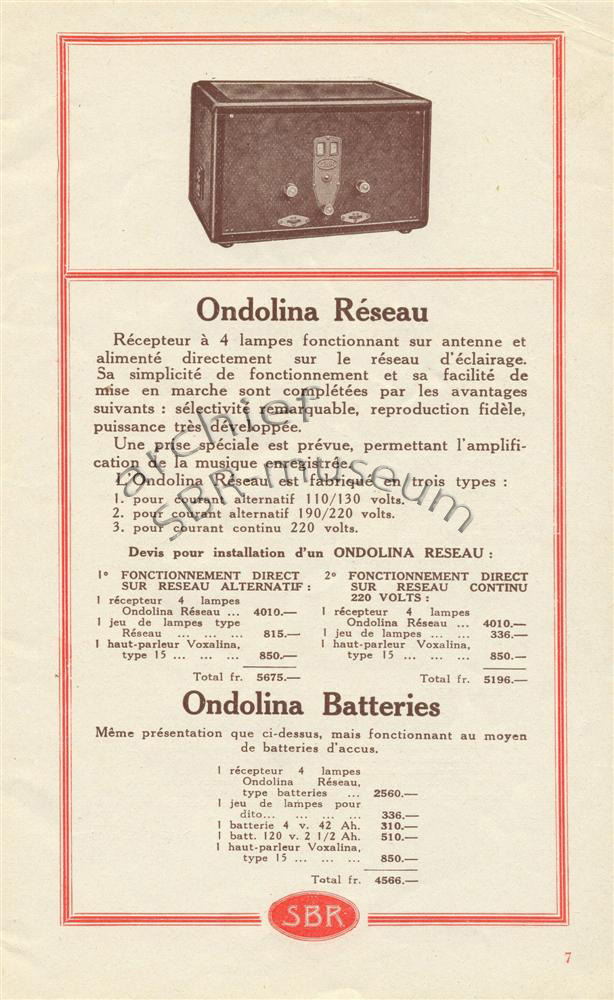 Ondolina Réseau
Récepteur à 4 lampes fonctionnant sur antenne et
alimenté directement sur le réseau d'éclairage.
Sa simplicité de fonctionnement et sa facilité de
mise en marche sont complétées par les avantages
suivants : sélectivité remarquable, reproduction fidèle,
puissance très développée.
Une prise spéciale est prévue, permettant l'amplifi-
cation de la musique enregistrée.
L'Ondolina Réseau est fabriqué en trois types :
1. pour courant alternatif 110/130 volts.
2. pour courant alternatif 190/220 volts.
3. pour courant continu 220 volts.
archief
SBR museum
Devis pour installation d'un ONDOLINA RESEAU :
1° FONCTIONNEMENT DIRECT
SUR RESEAU ALTERNATIF :
1 récepteur 4 lampes
Ondolina Réseau ... 4010.—
1 jeu de lampes type
Réseau ... ... ... 815.—
1 haut-parleur Voxalina,
type 15 ... ... ... 850.—
Total fr. 5675.—
2° FONCTIONNEMENT DIRECT
SUR RESEAU CONTINU
220 VOLTS :
1 récepteur 4 lampes
Ondolina Réseau ... 4010.—
1 jeu de lampes ... ... 336.—
1 haut-parleur Voxalina,
type 15 ... ... ... 850.—
Total fr. 5196.—
Ondolina Batteries
Même présentation que ci-dessus, mais fonctionnant au moyen
de batteries d'accus.
1 récepteur 4 lampes
Ondolina Réseau,
type batteries ... 2560.—
1 jeu de lampes pour
dito... ... ... ... 336.—
1 batterie 4 v. 42 Ah. 310.—
1 batt. 120 v. 2 1/2 Ah. 510.—
1 haut-parleur Voxalina,
type 15 ... ... ... 850.—
Total fr. 4566.—
SBR
7